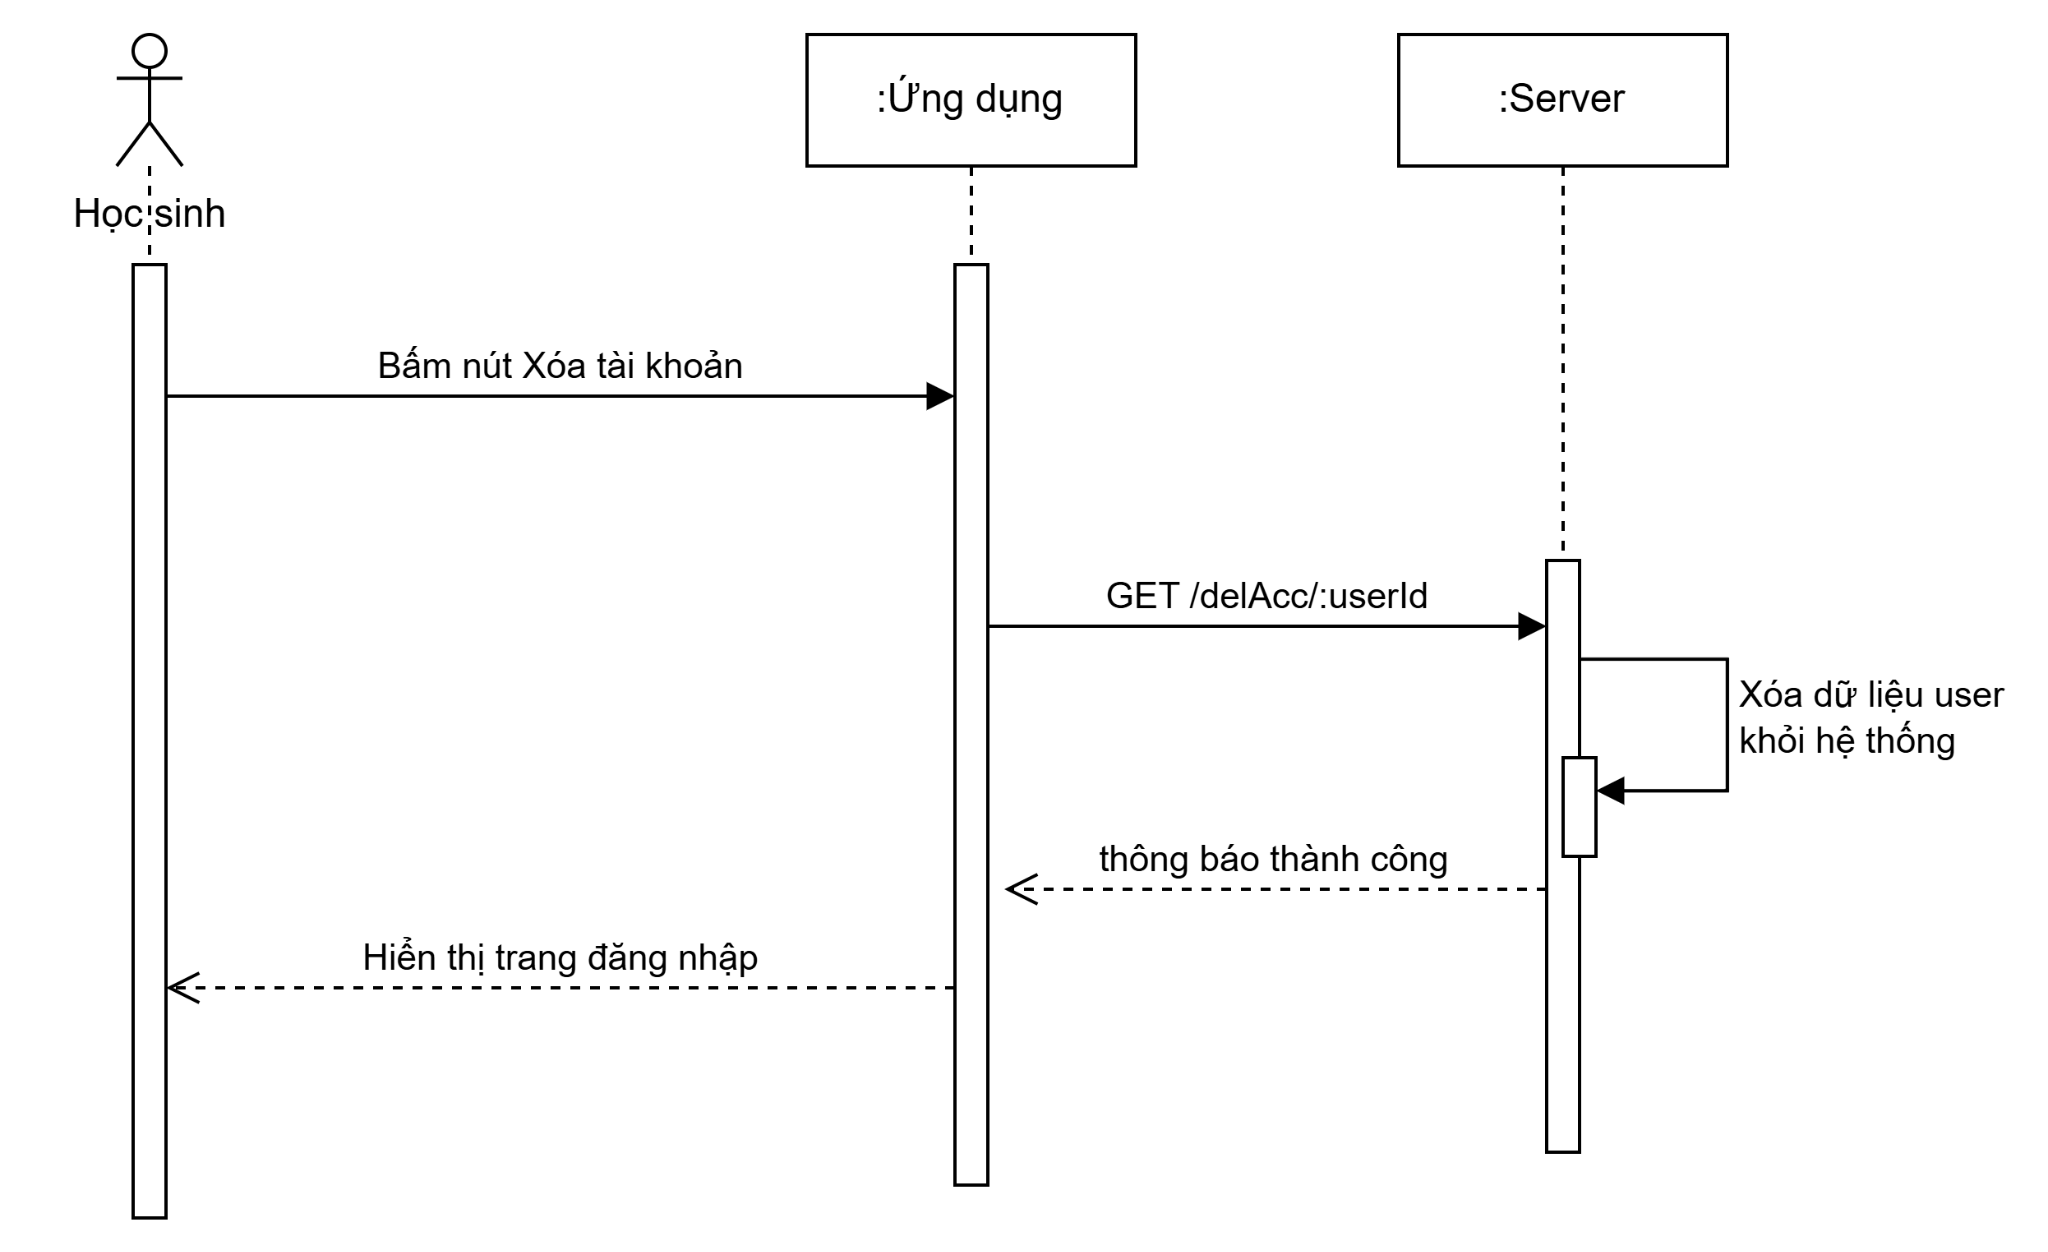 :Ứng dụng
:Server
Học sinh
Bấm nút Xóa tài khoản
GET /delAcc/:userId
Xóa dữ liệu user
khỏi hệ thống
thông báo thành công
Hiển thị trang đăng nhập